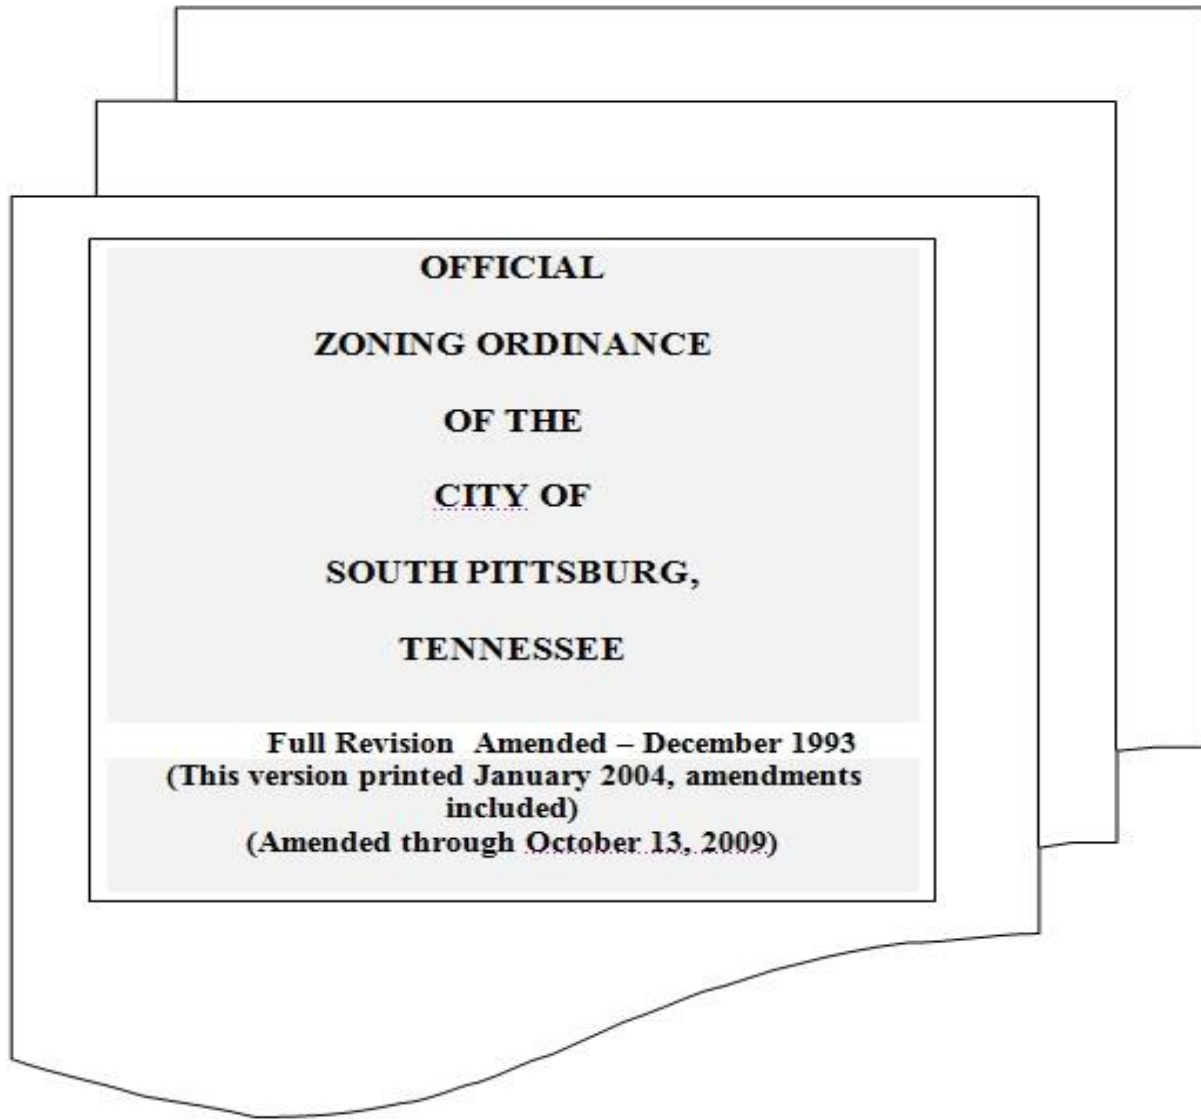 OFFICIAL
ZONING ORDINANCE
OF THE
CITY OF
SOUTH PITTSBURG,
TENNESSEE
Full Revision  Amended – December 1993
(This version printed January 2004, amendments
included)
(Amended through October 13, 2009)